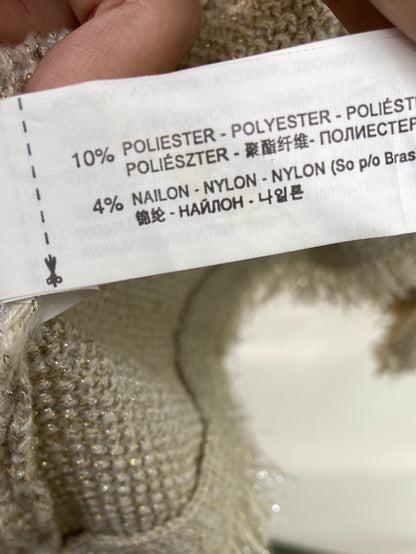 10% POLIESTER - POLYESTER - POLIÉST
POLIÉSZTER - 聚酯纤维- ПОЛИЕСТЕР
4% NAILON - NYLON - NYLON (So p/o Bras
锦纶 - НАЙЛОН - 나일론